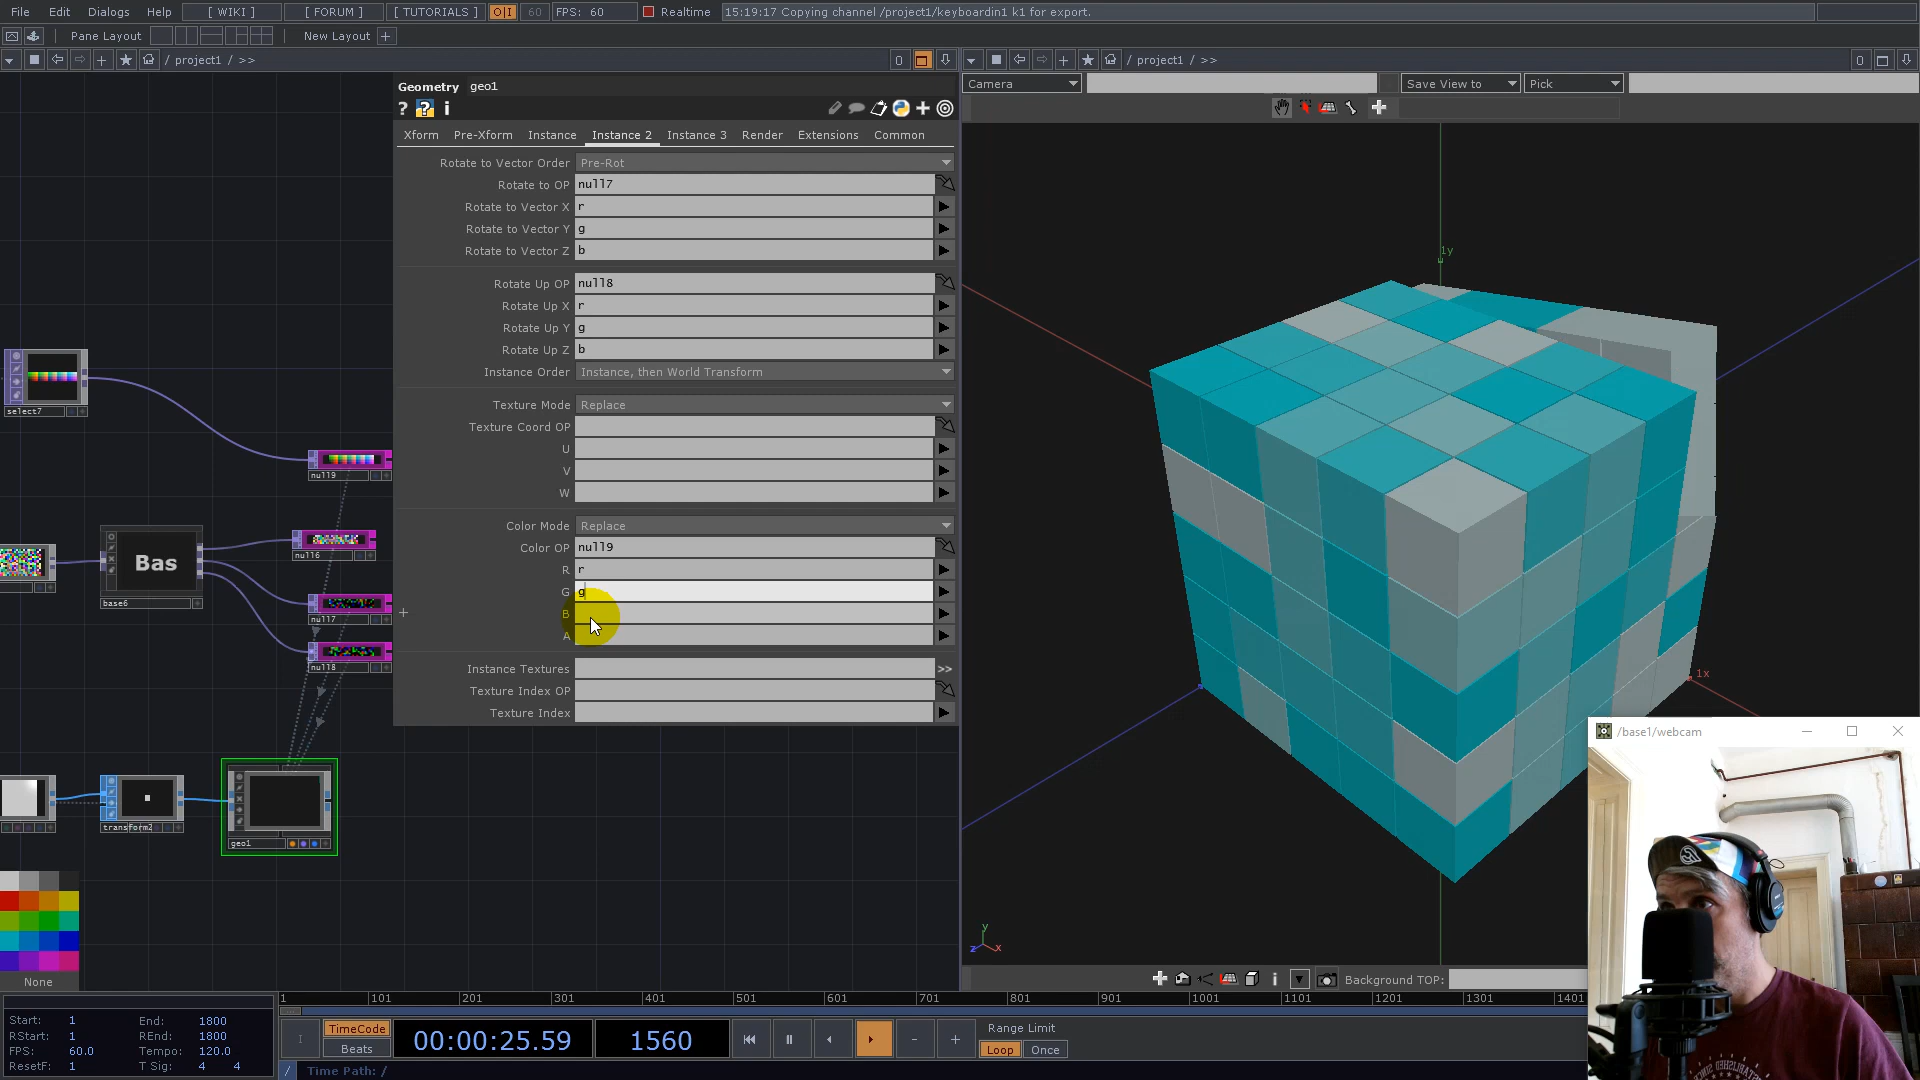 File Edit Dialogs Help [ WIKI ] [ FORUM ] [ TUTORIALS ] O|I 60 FPS: 60 Realtime 15:19:17 Copying channel /project1/keyboardin1 k1 for export.
Pane Layout New Layout +
/ project1 / >> 0
/ project1 / >> 0
Geometry geo1
? ? i
Xform Pre-Xform Instance Instance 2 Instance 3 Render Extensions Common
Rotate to Vector Order Pre-Rot
Rotate to OP null7
Rotate to Vector X r
Rotate to Vector Y g
Rotate to Vector Z b
Rotate Up OP null8
Rotate Up X r
Rotate Up Y g
Rotate Up Z b
Instance Order Instance, then World Transform
Texture Mode Replace
Texture Coord OP
U
V
W
Color Mode Replace
Color OP null9
R r
G g
B
A
Instance Textures >>
Texture Index OP
Texture Index
Camera Save View to Pick
1y
1x
y
z x
select7
null9
null6
Bas
base6
null7
null8
transform2
geo1
None
i Background TOP:
/base1/webcam
1 101 201 301 401 501 601 701 801 901 1001 1101 1201 1301 1401
Start: 1 End: 1800
RStart: 1 REnd: 1800
FPS: 60.0 Tempo: 120.0
ResetF: 1 T Sig: 4 4
I TimeCode Beats 00:00:25.59 1560 - +
Range Limit
Loop Once
/ Time Path: /